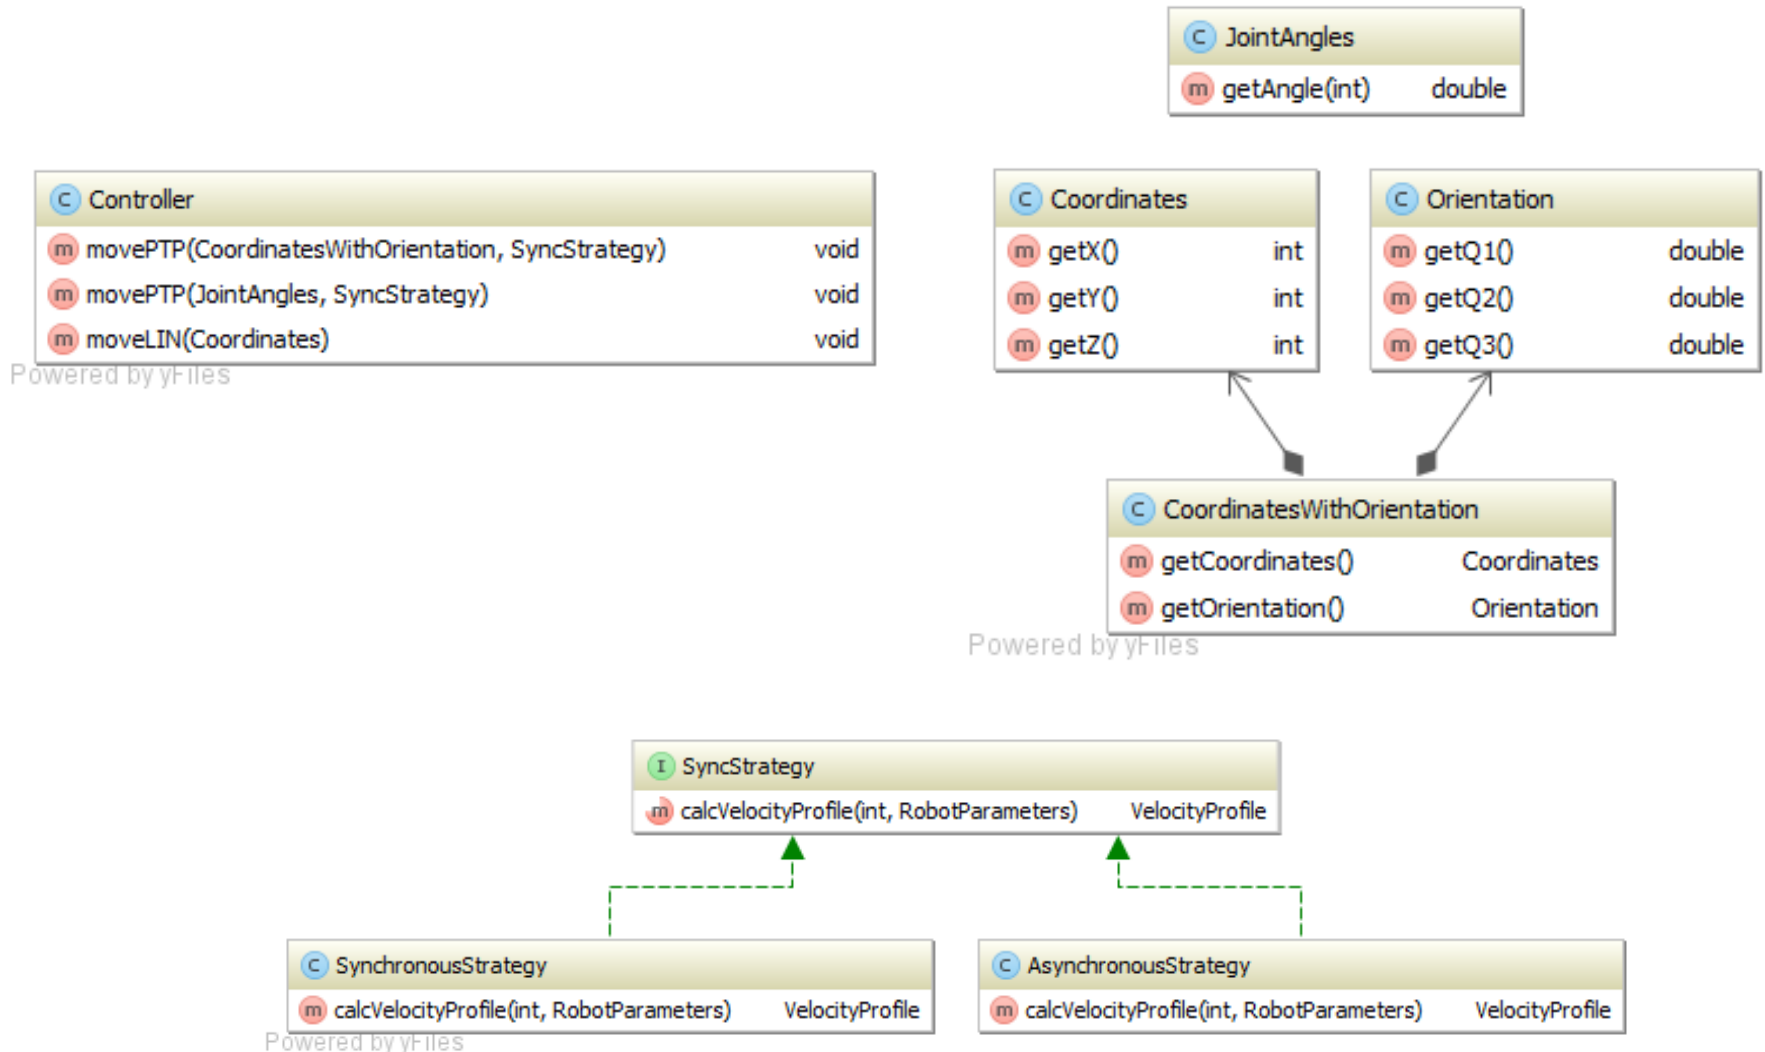 C JointAngles
m getAngle(int) double
C Controller
m movePTP(CoordinatesWithOrientation, SyncStrategy) void
m movePTP(JointAngles, SyncStrategy) void
m moveLIN(Coordinates) void
Powered by yFiles
C Coordinates
m getX() int
m getY() int
m getZ() int
C Orientation
m getQ1() double
m getQ2() double
m getQ3() double
C CoordinatesWithOrientation
m getCoordinates() Coordinates
m getOrientation() Orientation
Powered by yFiles
I SyncStrategy
m calcVelocityProfile(int, RobotParameters) VelocityProfile
C SynchronousStrategy
m calcVelocityProfile(int, RobotParameters) VelocityProfile
C AsynchronousStrategy
m calcVelocityProfile(int, RobotParameters) VelocityProfile
Powered by yFiles